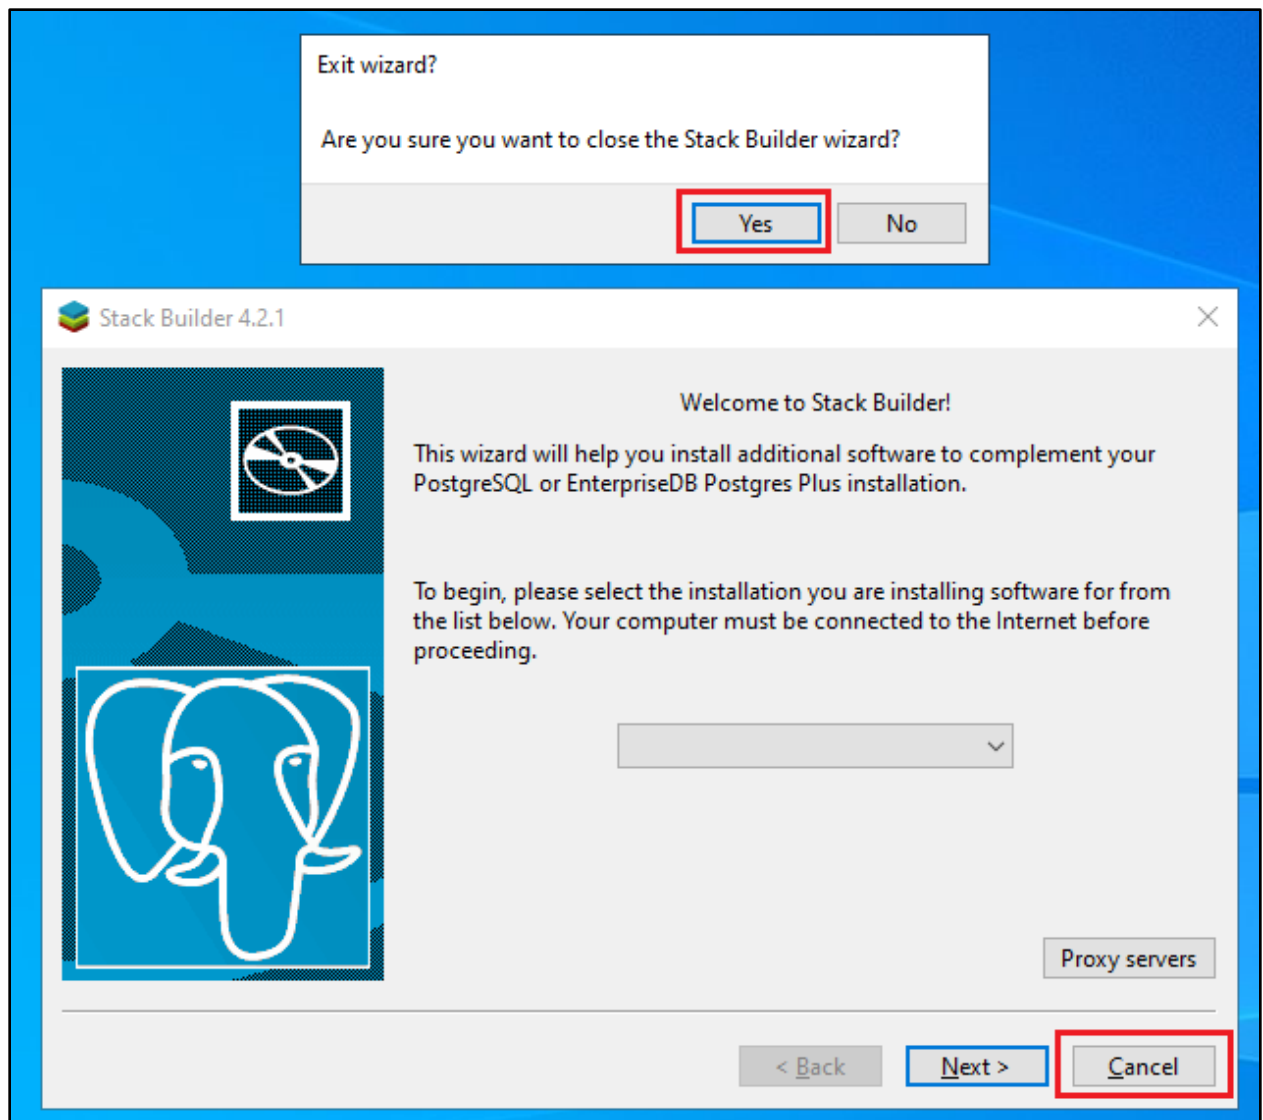 Exit wizard?
Are you sure you want to close the Stack Builder wizard?
Yes
No
Stack Builder 4.2.1
Welcome to Stack Builder!
This wizard will help you install additional software to complement your
PostgreSQL or EnterpriseDB Postgres Plus installation.
To begin, please select the installation you are installing software for from
the list below. Your computer must be connected to the Internet before
proceeding.
Proxy servers
< Back
Next >
Cancel